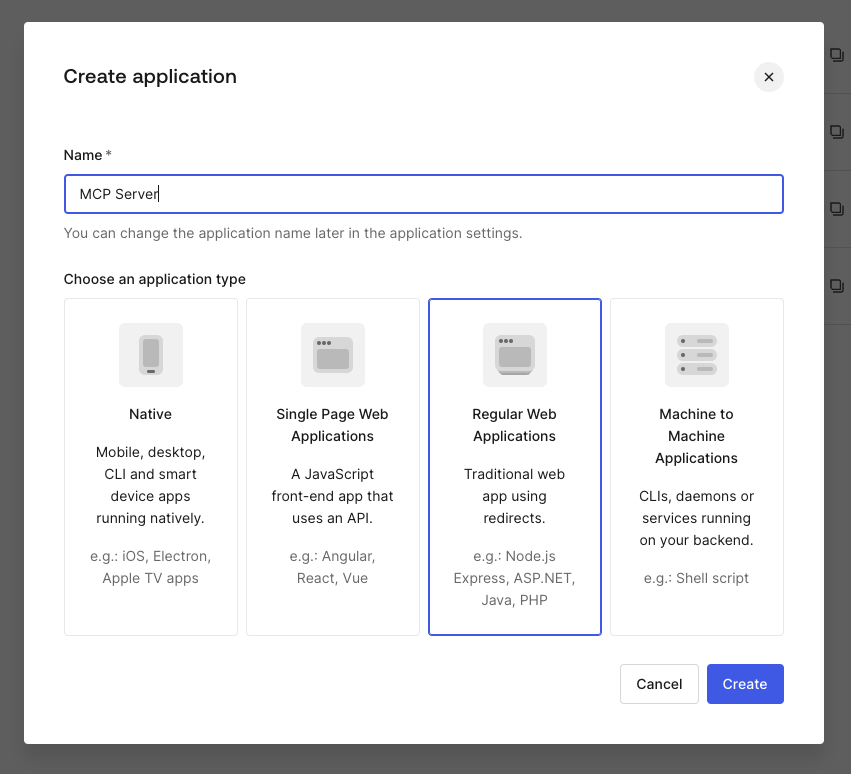 Create application
Name *
MCP Server
You can change the application name later in the application settings.
Choose an application type
Native
Mobile, desktop,
CLI and smart
device apps
running natively.
e.g.: iOS, Electron,
Apple TV apps
Single Page Web
Applications
A JavaScript
front-end app that
uses an API.
e.g.: Angular,
React, Vue
Regular Web
Applications
Traditional web
app using
redirects.
e.g.: Node.js
Express, ASP.NET,
Java, PHP
Machine to
Machine
Applications
CLIs, daemons or
services running
on your backend.
e.g.: Shell script
Cancel
Create